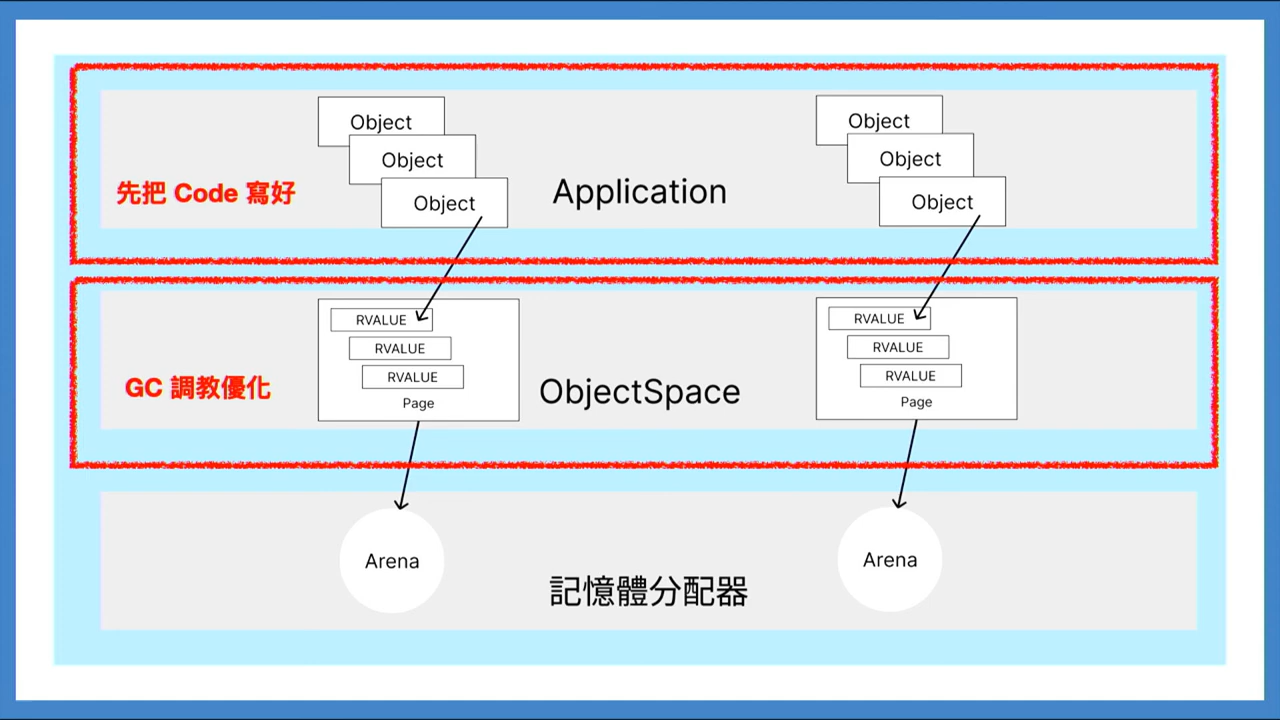 Object
Object
Object
Object
Object
Object
先把 Code 寫好
Application
RVALUE
RVALUE
RVALUE
Page
RVALUE
RVALUE
RVALUE
Page
GC 調教優化
ObjectSpace
Arena
Arena
記憶體分配器